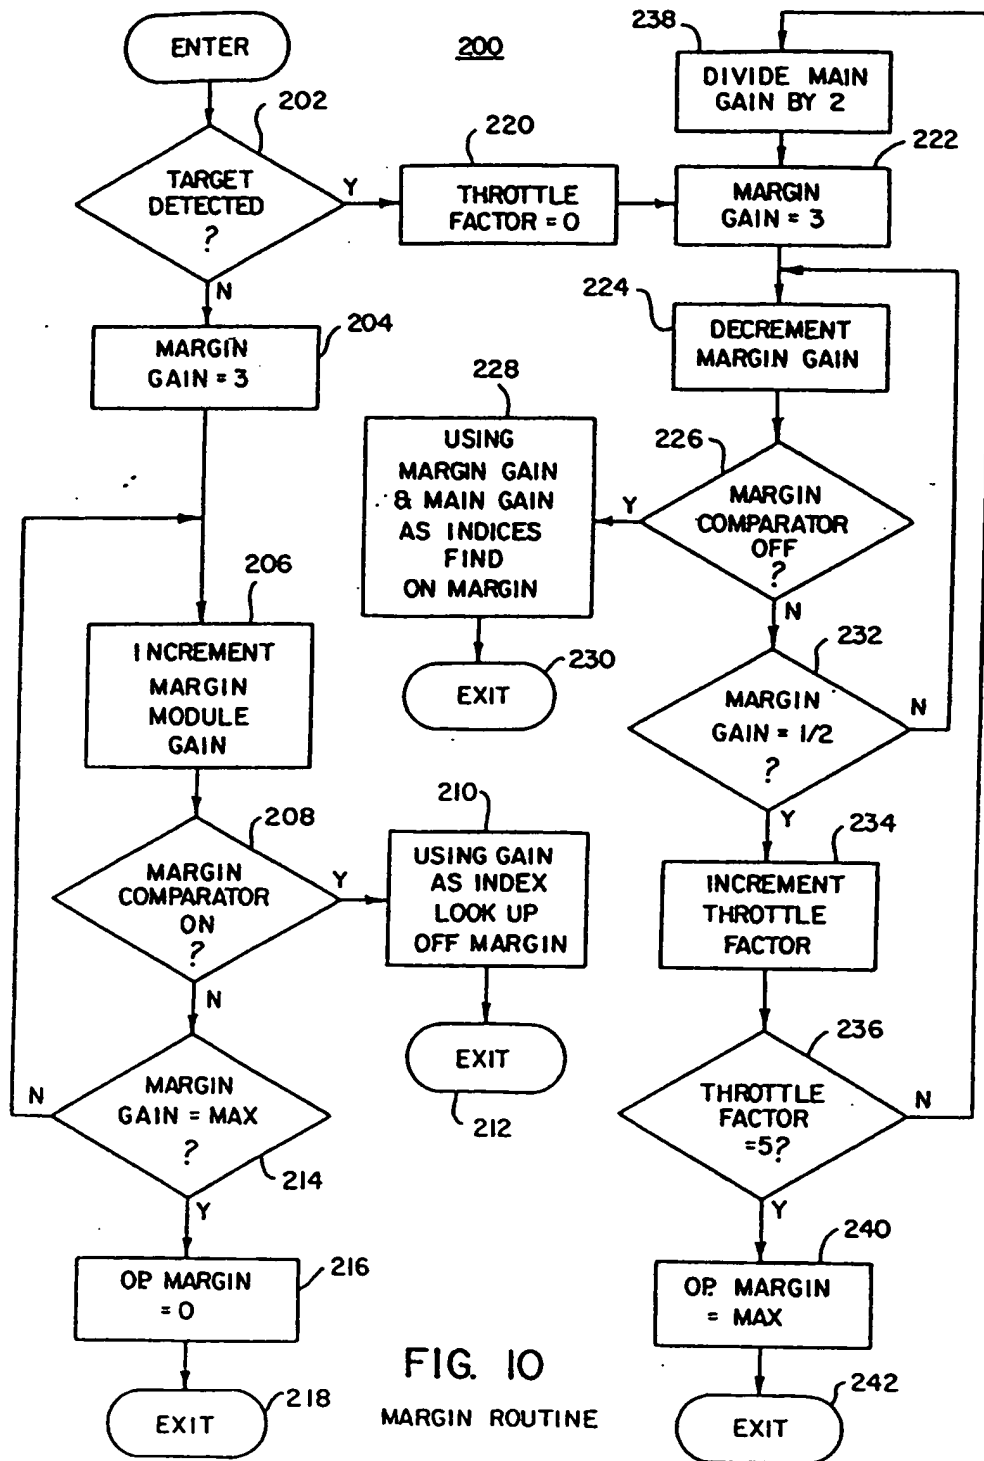 ENTER
200
202
TARGET
DETECTED
?
Y
N
220
THROTTLE
FACTOR = 0
238
DIVIDE MAIN
GAIN BY 2
222
MARGIN
GAIN = 3
204
MARGIN
GAIN = 3
224
DECREMENT
MARGIN GAIN
228
USING
MARGIN GAIN
& MAIN GAIN
AS INDICES
FIND
ON MARGIN
226
Y
MARGIN
COMPARATOR
OFF
?
N
230
EXIT
232
MARGIN
GAIN = 1/2
?
N
Y
206
INCREMENT
MARGIN
MODULE
GAIN
208
MARGIN
COMPARATOR
ON
?
Y
N
210
USING GAIN
AS INDEX
LOOK UP
OFF MARGIN
EXIT
212
234
INCREMENT
THROTTLE
FACTOR
236
THROTTLE
FACTOR
=5?
N
Y
N
MARGIN
GAIN = MAX
?
214
Y
OP. MARGIN
= 0
216
EXIT
218
240
OP. MARGIN
= MAX
EXIT
242
FIG. 10
MARGIN ROUTINE